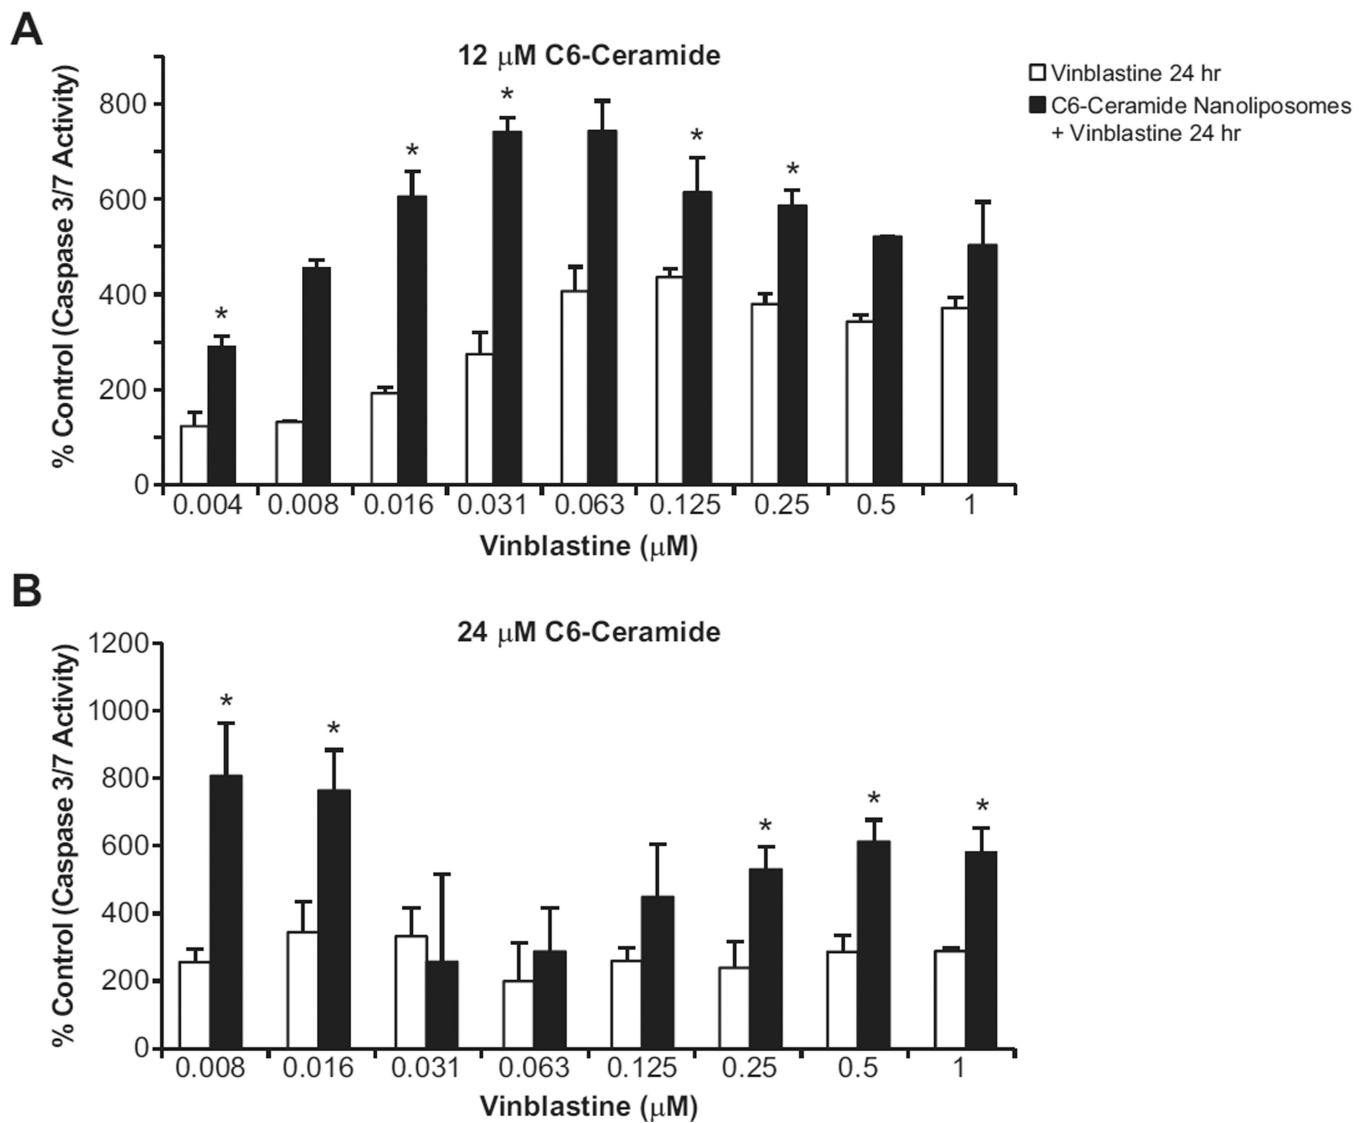 A
12 μM C6-Ceramide
Vinblastine 24 hr
C6-Ceramide Nanoliposomes
+ Vinblastine 24 hr
% Control (Caspase 3/7 Activity)
800
600
400
200
0
* * * * *
0.004 0.008 0.016 0.031 0.063 0.125 0.25 0.5 1
Vinblastine (μM)
B
24 μM C6-Ceramide
% Control (Caspase 3/7 Activity)
1200
1000
800
600
400
200
0
* * * * *
0.008 0.016 0.031 0.063 0.125 0.25 0.5 1
Vinblastine (μM)